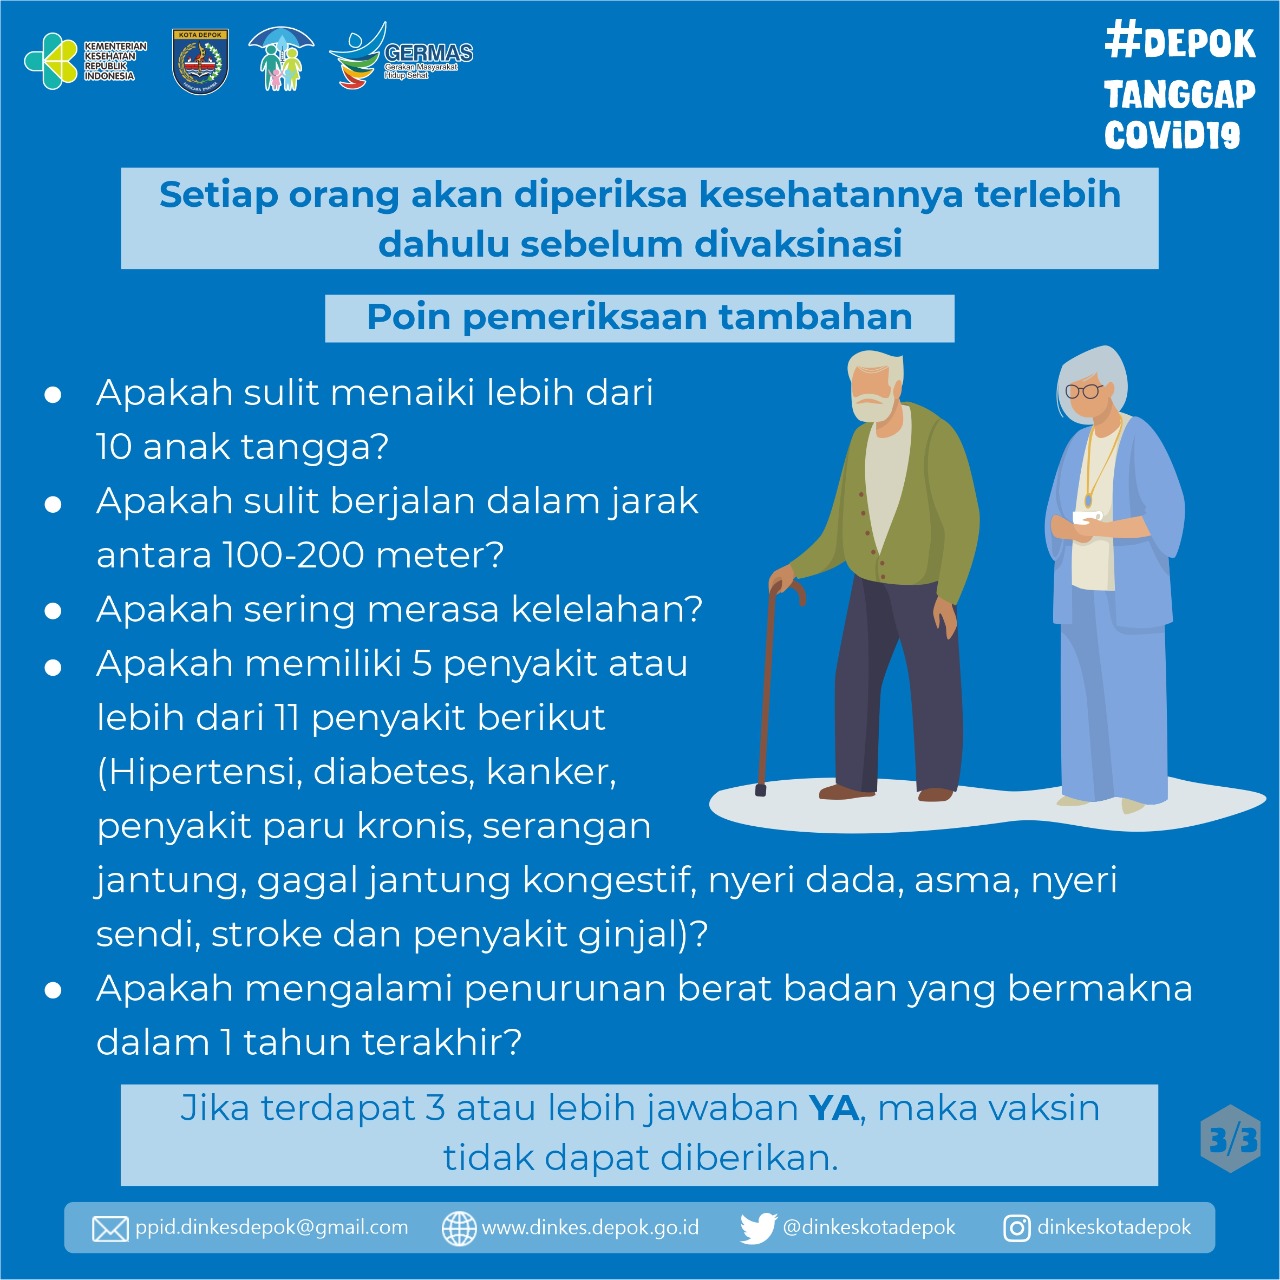 KEMENTERIAN
KESEHATAN
REPUBLIK
INDONESIA
KOTA DEPOK
GERMAS
Gerakan Masyarakat
Hidup Sehat
#DEPOK
TANGGAP
COViD19
Setiap orang akan diperiksa kesehatannya terlebih
dahulu sebelum divaksinasi
Poin pemeriksaan tambahan
● Apakah sulit menaiki lebih dari
10 anak tangga?
● Apakah sulit berjalan dalam jarak
antara 100-200 meter?
● Apakah sering merasa kelelahan?
● Apakah memiliki 5 penyakit atau
lebih dari 11 penyakit berikut
(Hipertensi, diabetes, kanker,
penyakit paru kronis, serangan
jantung, gagal jantung kongestif, nyeri dada, asma, nyeri
sendi, stroke dan penyakit ginjal)?
● Apakah mengalami penurunan berat badan yang bermakna
dalam 1 tahun terakhir?
Jika terdapat 3 atau lebih jawaban YA, maka vaksin
tidak dapat diberikan.
3/3
ppid.dinkesdepok@gmail.com
www.dinkes.depok.go.id
@dinkeskotadepok
dinkeskotadepok